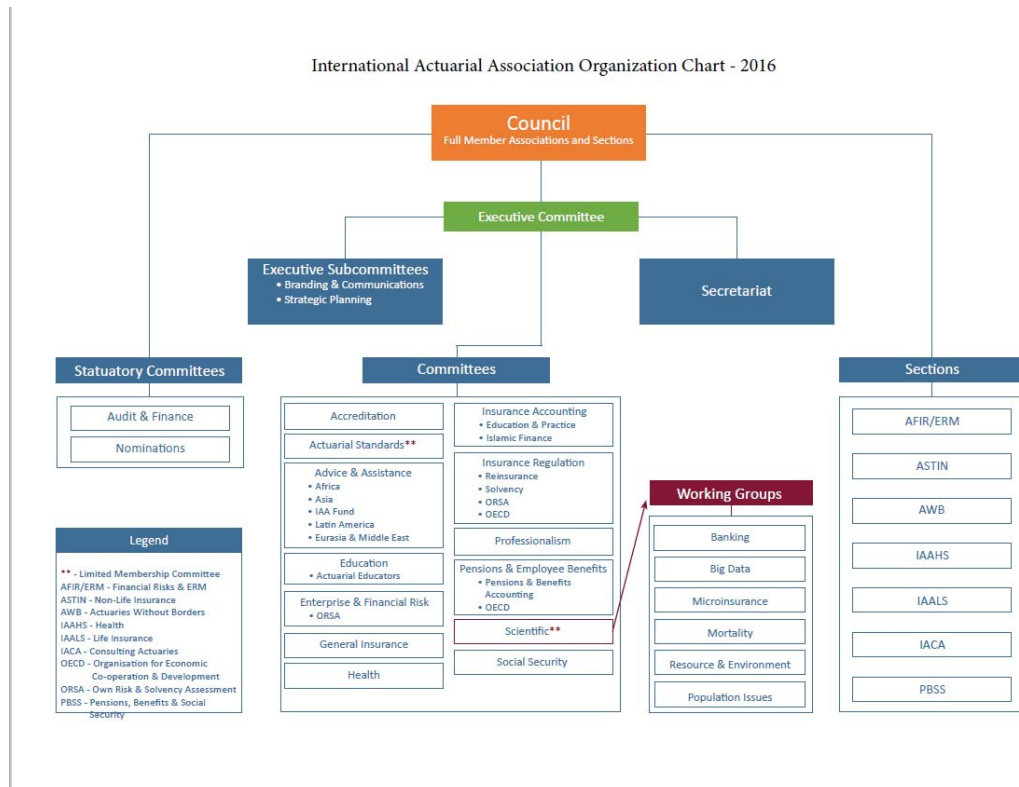 International Actuarial Association Organization Chart - 2016
Council
Full Member Associations and Sections
Executive Committee
Executive Subcommittees
• Branding & Communications
• Strategic Planning
Secretariat
Statuatory Committees
Audit & Finance
Nominations
Committees
Accreditation
Actuarial Standards**
Advice & Assistance
• Africa
• Asia
• IAA Fund
• Latin America
• Eurasia & Middle East
Education
• Actuarial Educators
Enterprise & Financial Risk
• ORSA
General Insurance
Health
Insurance Accounting
• Education & Practice
• Islamic Finance
Insurance Regulation
• Reinsurance
• Solvency
• ORSA
• OECD
Professionalism
Pensions & Employee Benefits
• Pensions & Benefits
Accounting
• OECD
Scientific**
Social Security
Working Groups
Banking
Big Data
Microinsurance
Mortality
Resource & Environment
Population Issues
Sections
AFIR/ERM
ASTIN
AWB
IAAHS
IAALS
IACA
PBSS
Legend
** - Limited Membership Committee
AFIR/ERM - Financial Risks & ERM
ASTIN - Non-Life Insurance
AWB - Actuaries Without Borders
IAAHS - Health
IAALS - Life Insurance
IACA - Consulting Actuaries
OECD - Organisation for Economic
Co-operation & Development
ORSA - Own Risk & Solvency Assessment
PBSS - Pensions, Benefits & Social
Security